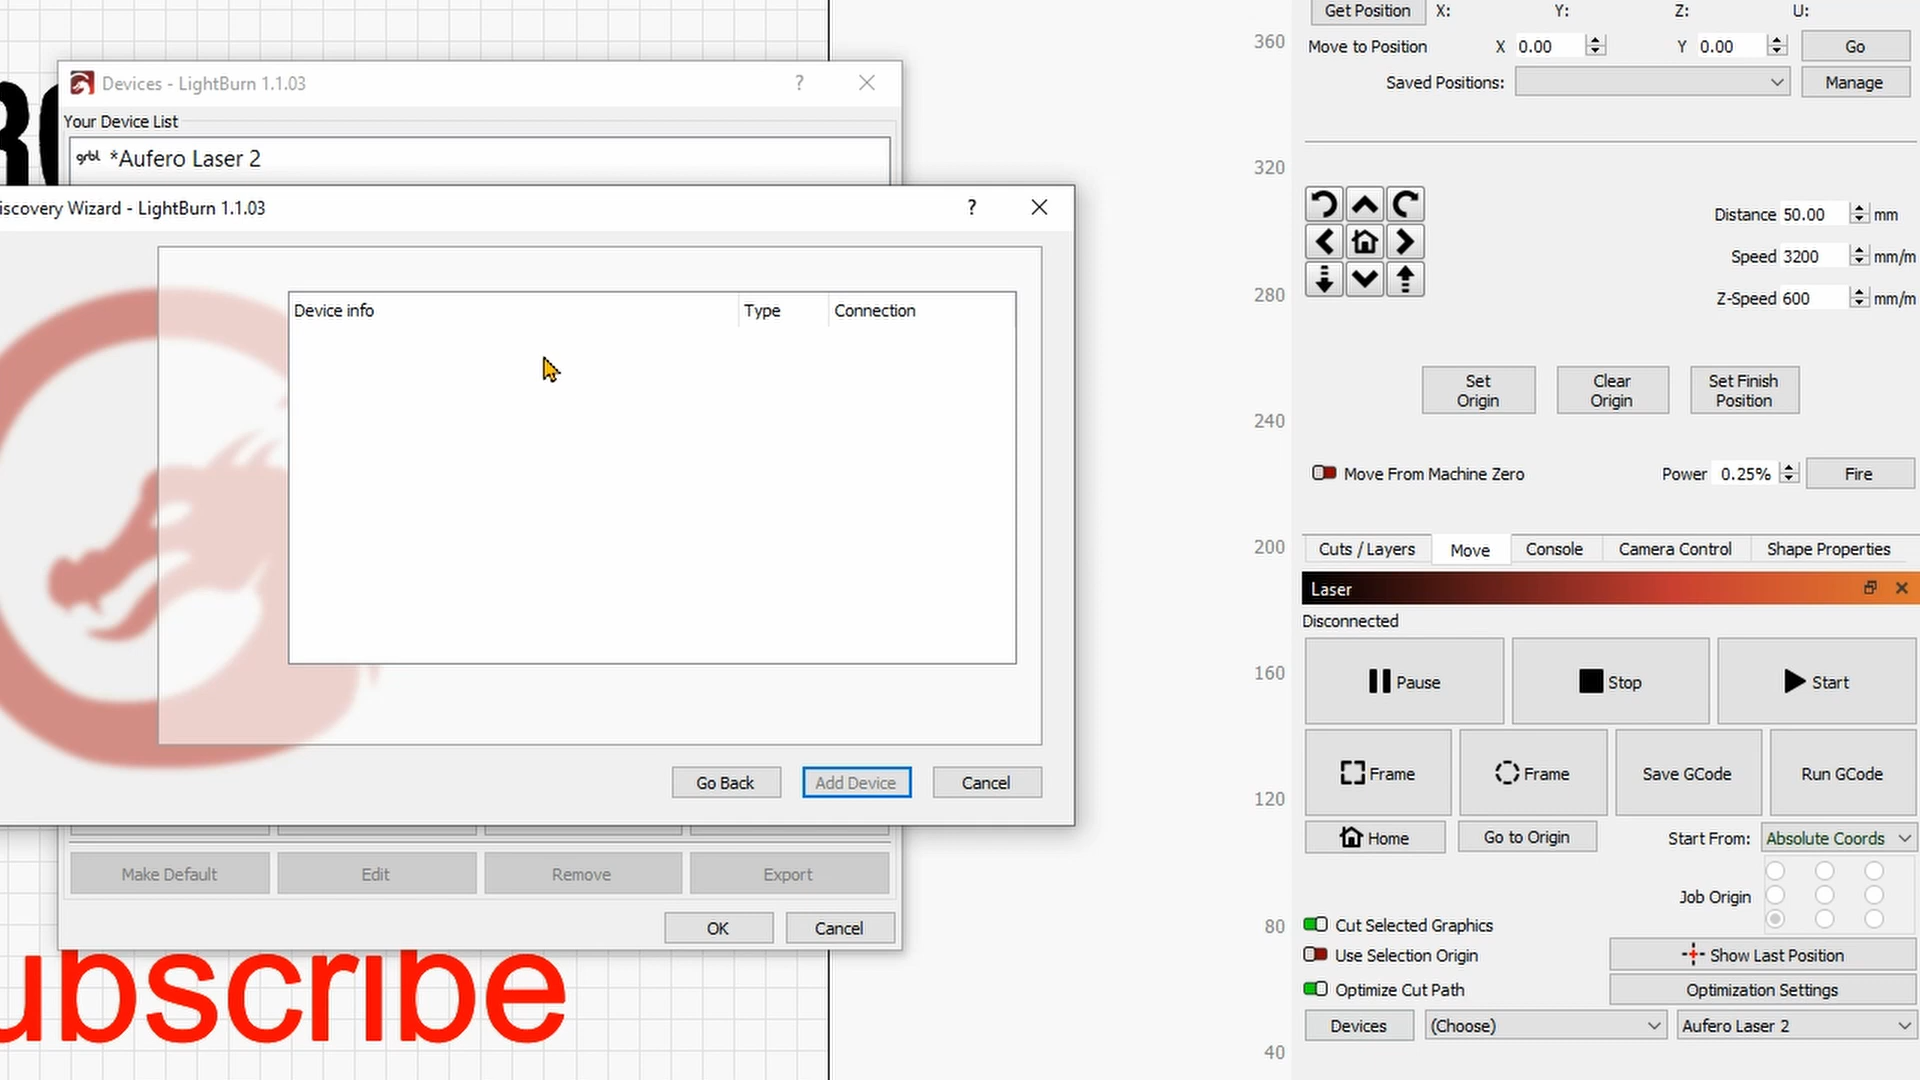 Get Position X: Y: Z: U:
360
Move to Position X 0.00 Y 0.00 Go
Saved Positions: Manage
Devices - LightBurn 1.1.03 ?
Your Device List
grbl *Aufero Laser 2
320
iscovery Wizard - LightBurn 1.1.03 ?
Distance 50.00 mm
Speed 3200 mm/m
280
Z-Speed 600 mm/m
Device info Type Connection
Set Origin
Clear Origin
Set Finish Position
240
Move From Machine Zero Power 0.25% Fire
200
Cuts / Layers Move Console Camera Control Shape Properties
Laser
Disconnected
160
Pause Stop Start
Frame Frame Save GCode Run GCode
Go Back Add Device Cancel
120
Home Go to Origin Start From: Absolute Coords
Make Default Edit Remove Export
Job Origin
OK Cancel
80
Cut Selected Graphics
Use Selection Origin Show Last Position
Optimize Cut Path Optimization Settings
ubscribe
Devices (Choose) Aufero Laser 2
40